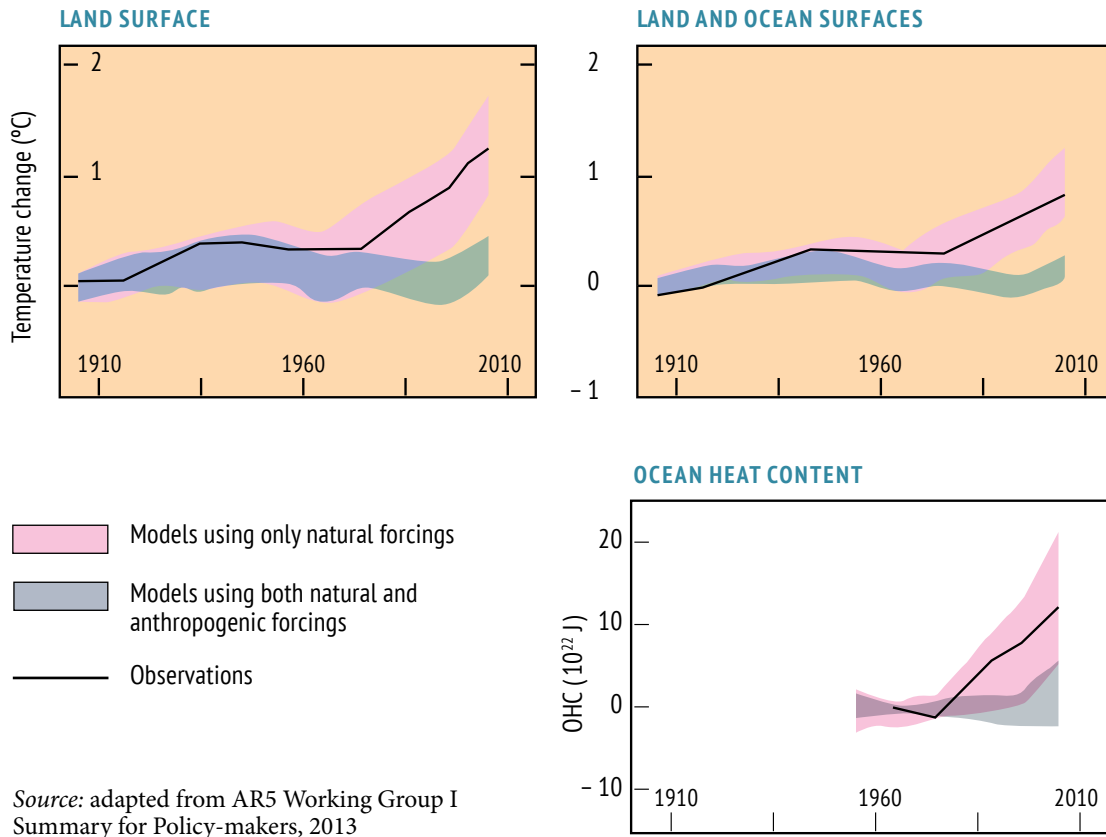 LAND SURFACE
Temperature change (ºC)
2
1
1910
1960
2010
LAND AND OCEAN SURFACES
2
1
0
– 1
1910
1960
2010
Models using only natural forcings
Models using both natural and
anthropogenic forcings
Observations
OCEAN HEAT CONTENT
OHC (10²² J)
20
10
0
– 10
1910
1960
2010
Source: adapted from AR5 Working Group I
Summary for Policy-makers, 2013